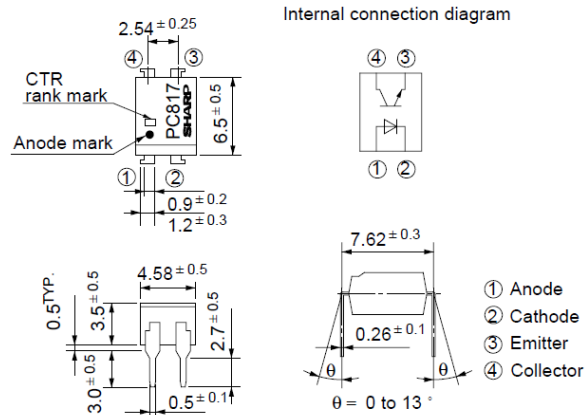 Internal connection diagram
2.54 ± 0.25
④ ③
CTR
rank mark
Anode mark
PC817
SHARP
6.5 ± 0.5
① ②
0.9 ± 0.2
1.2 ± 0.3
④ ③
① ②
4.58 ± 0.5
0.5 TYP.
3.5 ± 0.5
3.0 ± 0.5
2.7 ± 0.5
0.5 ± 0.1
7.62 ± 0.3
0.26 ± 0.1
θ θ
θ = 0 to 13 °
① Anode
② Cathode
③ Emitter
④ Collector